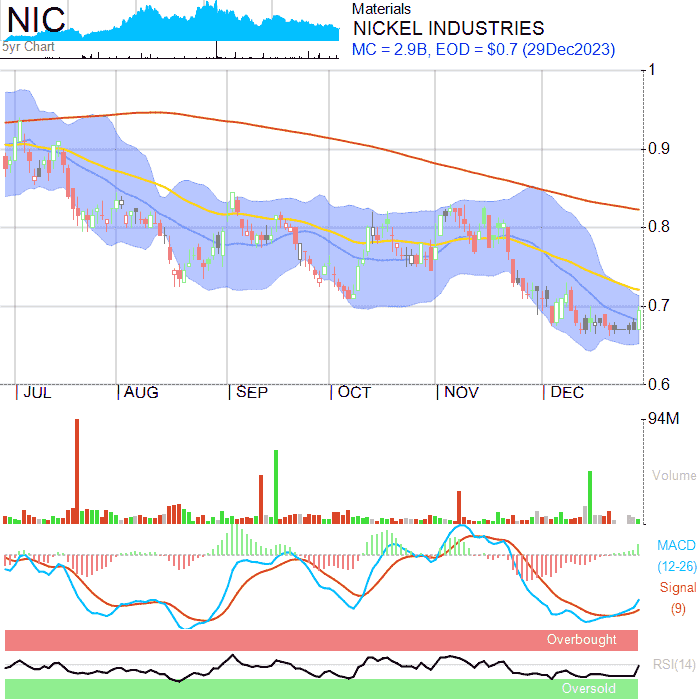 NIC
5yr Chart
Materials
NICKEL INDUSTRIES
MC = 2.9B, EOD = $0.7 (29Dec2023)
1
0.9
0.8
0.7
0.6
JUL AUG SEP OCT NOV DEC
94M
Volume
MACD
(12-26)
Signal
(9)
Overbought
RSI(14)
Oversold